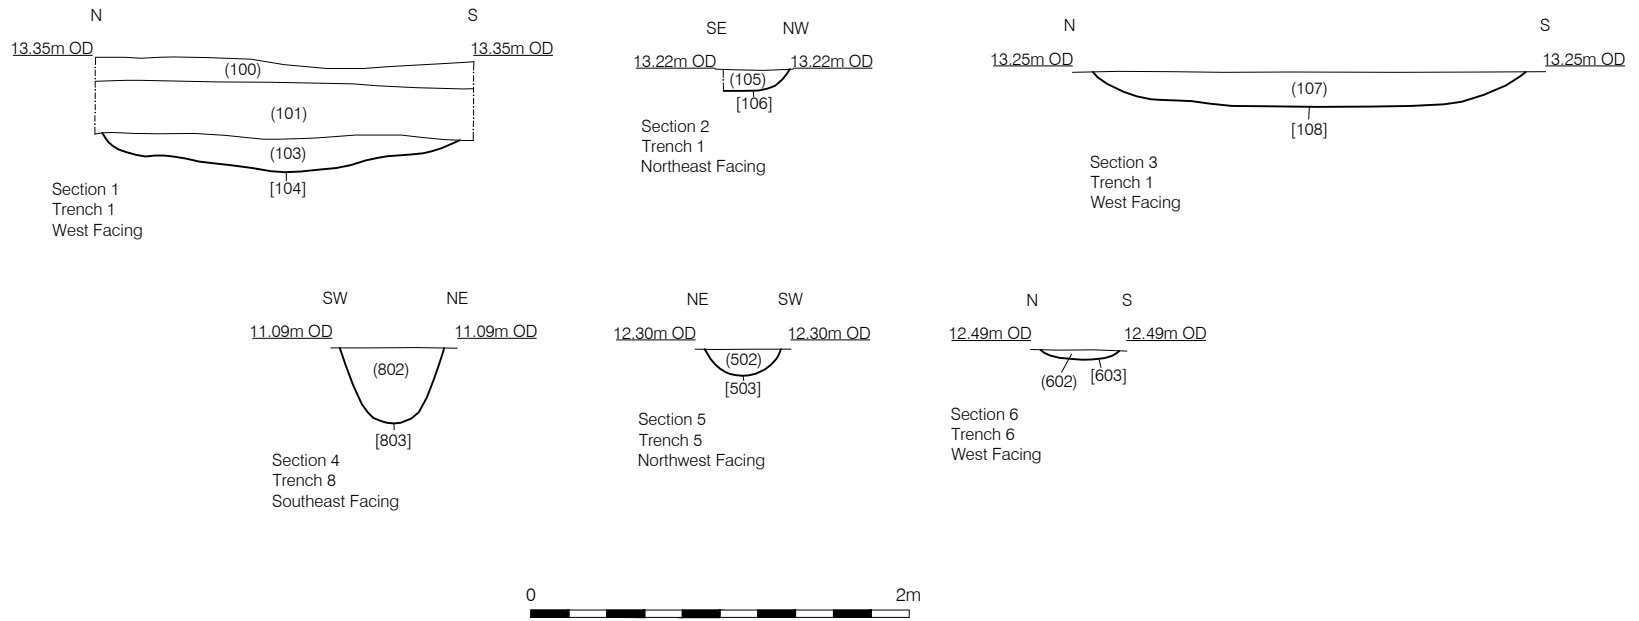 N S
13.35m OD 13.35m OD
(100)
(101)
(103)
[104]
Section 1
Trench 1
West Facing
SE NW
13.22m OD 13.22m OD
(105)
[106]
Section 2
Trench 1
Northeast Facing
N S
13.25m OD 13.25m OD
(107)
[108]
Section 3
Trench 1
West Facing
SW NE
11.09m OD 11.09m OD
(802)
[803]
Section 4
Trench 8
Southeast Facing
NE SW
12.30m OD 12.30m OD
(502)
[503]
Section 5
Trench 5
Northwest Facing
N S
12.49m OD 12.49m OD
(602) [603]
Section 6
Trench 6
West Facing
0 2m